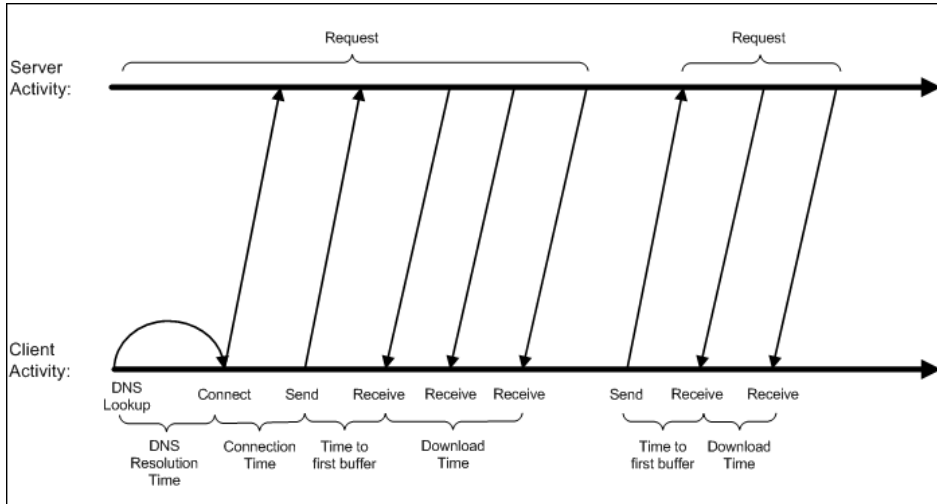 Request
Request
Server
Activity:
Client
Activity:
DNS
Lookup
Connect
Send
Receive
Receive
Receive
Send
Receive
Receive
DNS
Resolution
Time
Connection
Time
Time to
first buffer
Download
Time
Time to
first buffer
Download
Time